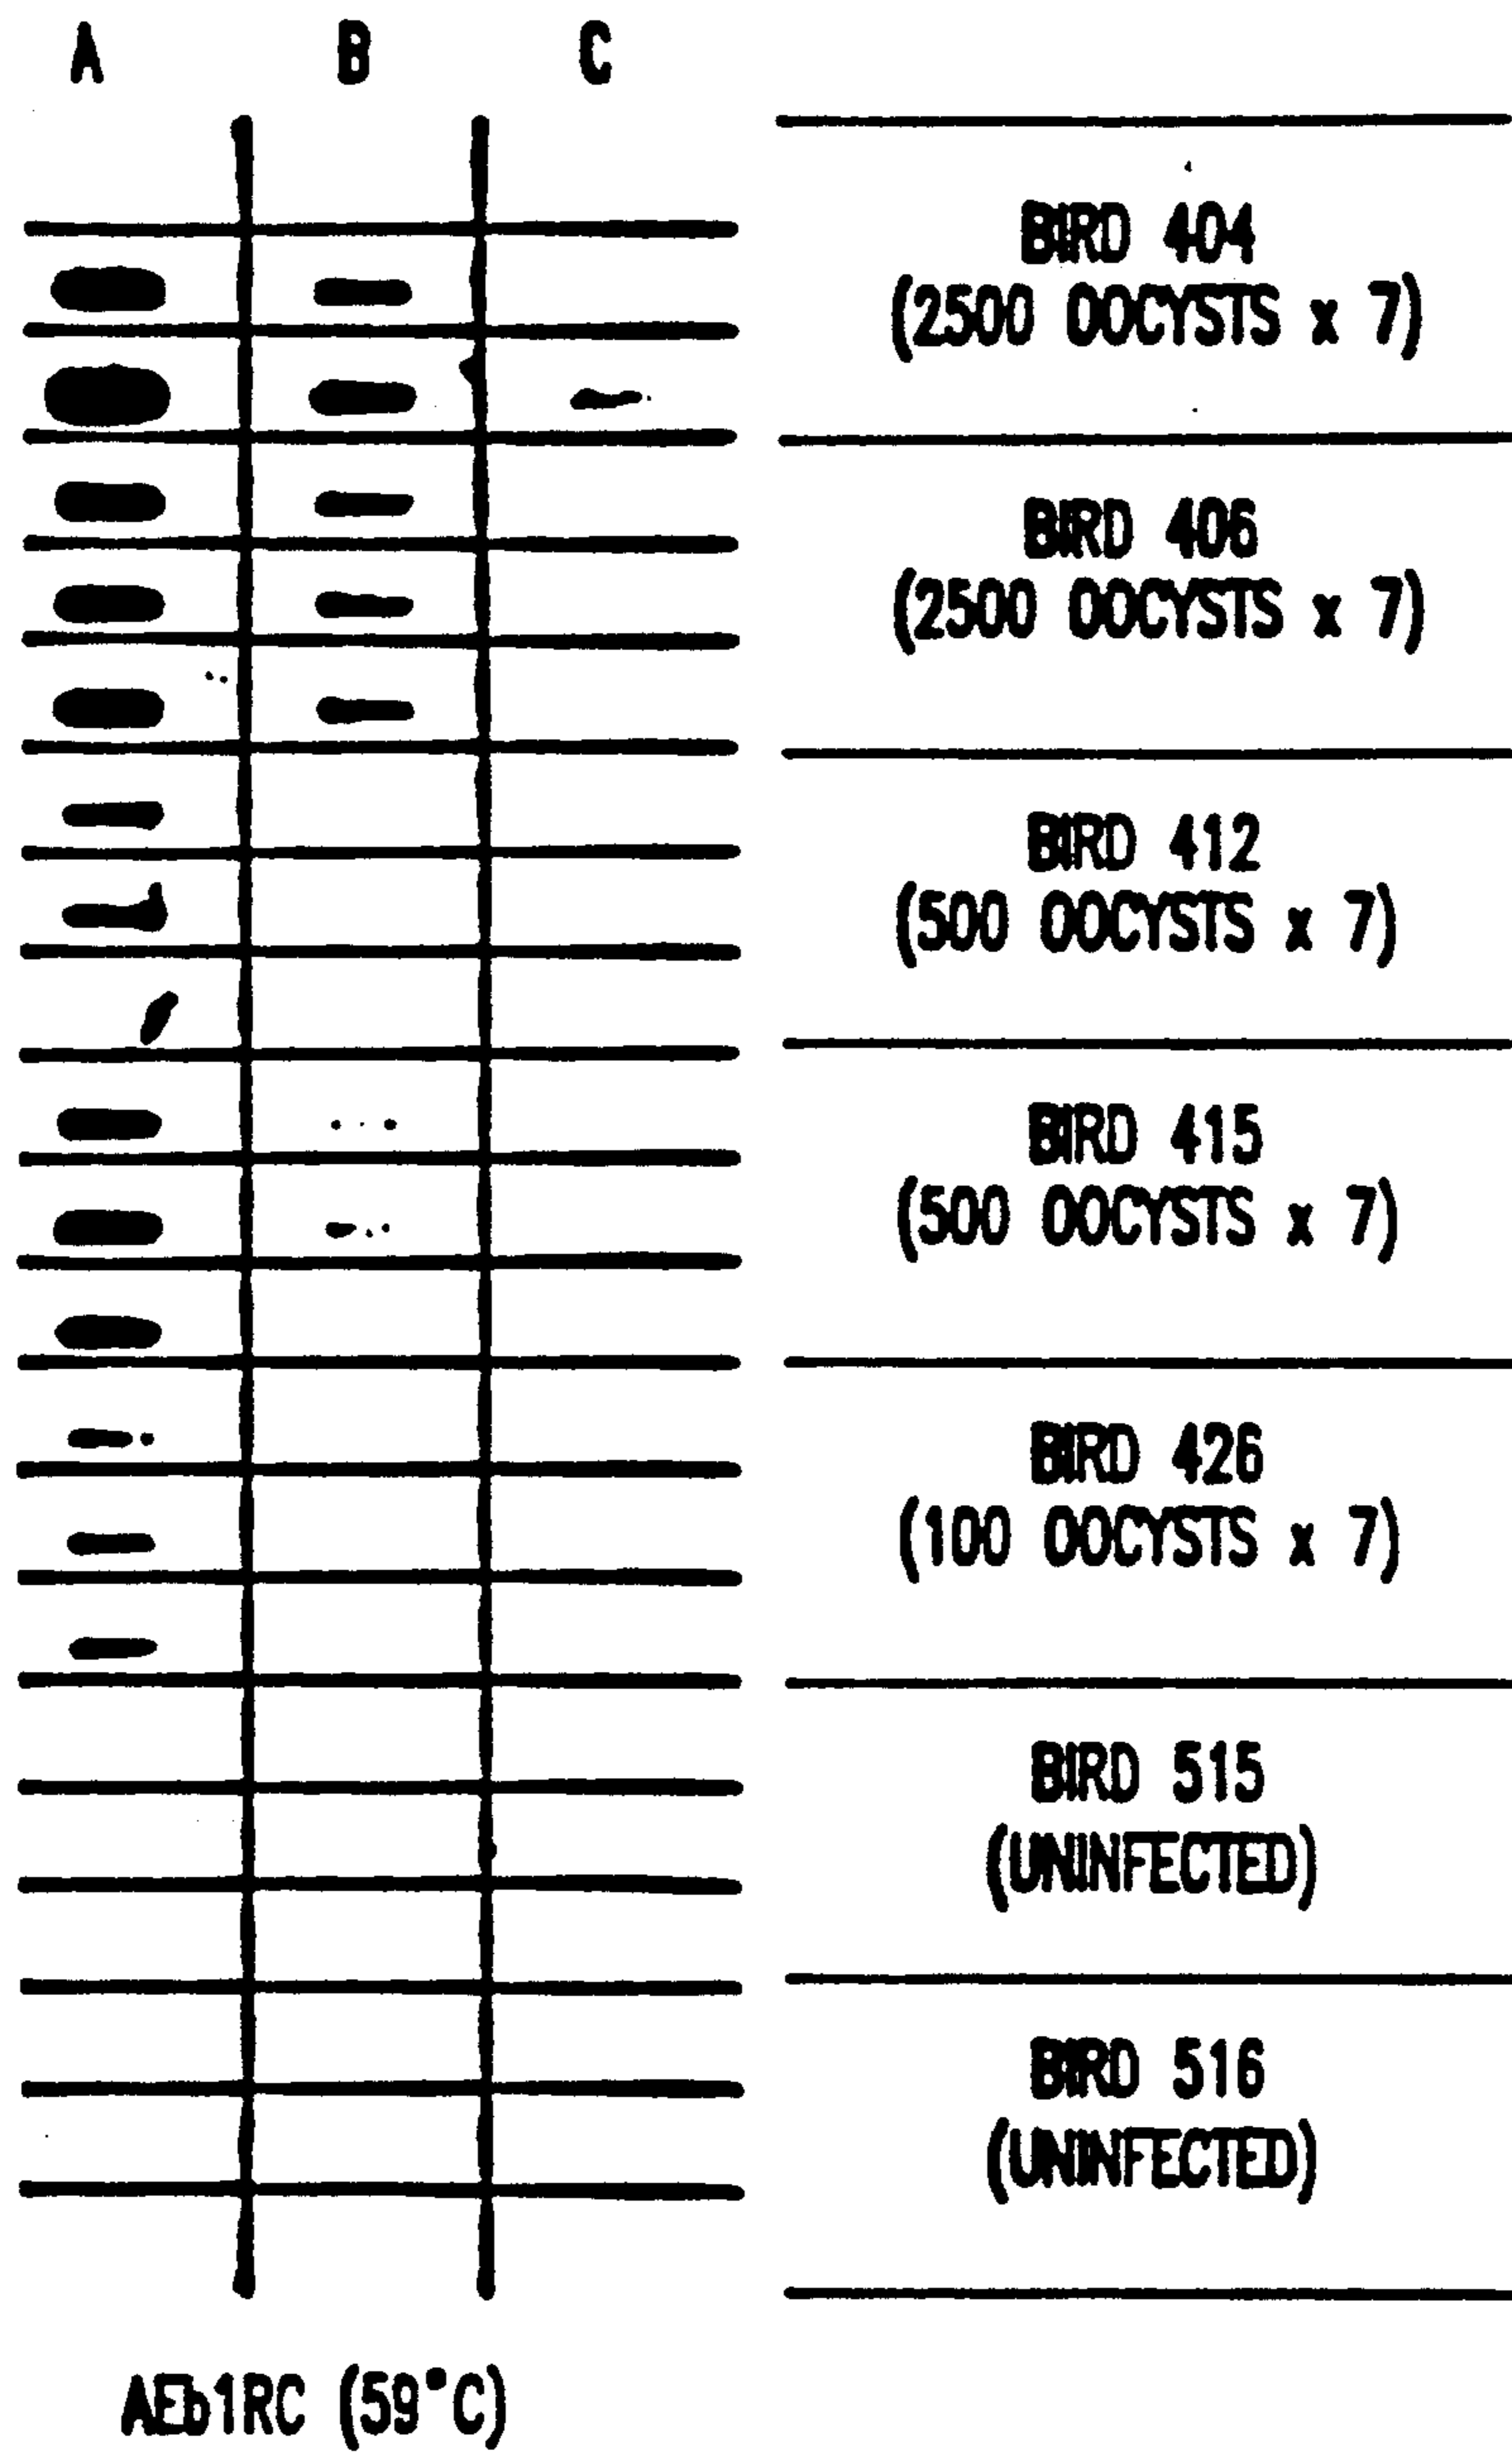 A B C
BIRD 404
(2500 OOCYSTS x 7)
BIRD 406
(2500 OOCYSTS x 7)
BIRD 412
(500 OOCYSTS x 7)
BIRD 415
(500 OOCYSTS x 7)
BIRD 426
(100 OOCYSTS x 7)
BIRD 515
(UNINFECTED)
BIRD 516
(UNINFECTED)
AEb1RC (59°C)